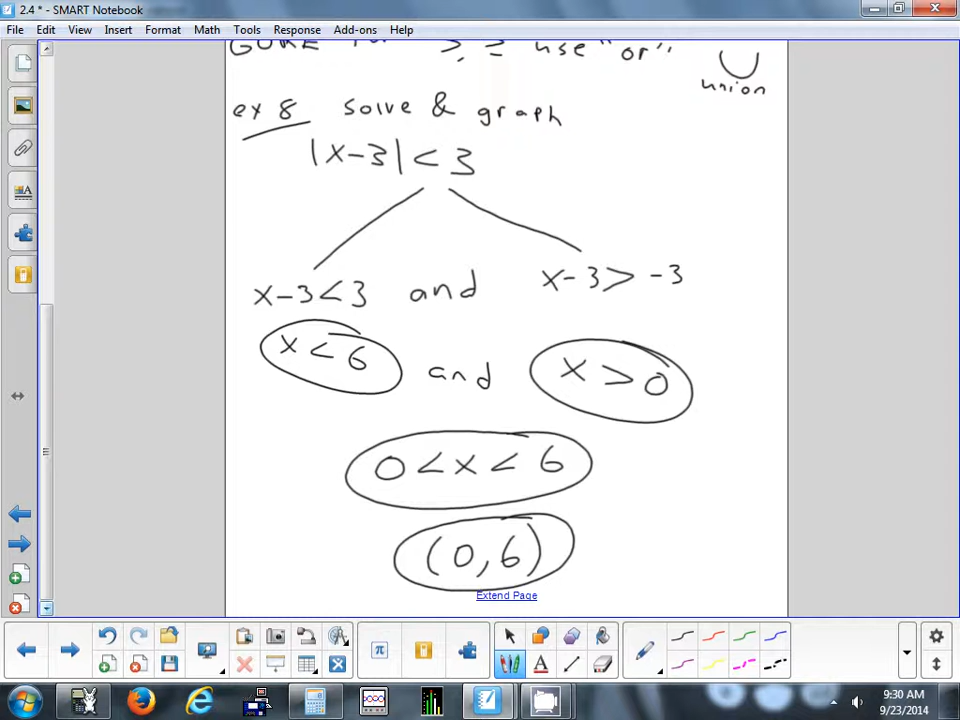 2.4 * - SMART Notebook
File Edit View Insert Format Math Tools Response Add-ons Help
use "or"
union
ex 8 solve & graph
|x-3| < 3
x-3<3 and x-3> -3
x < 6 and x > 0
0 < x < 6
(0,6)
Extend Page
9:30 AM
9/23/2014